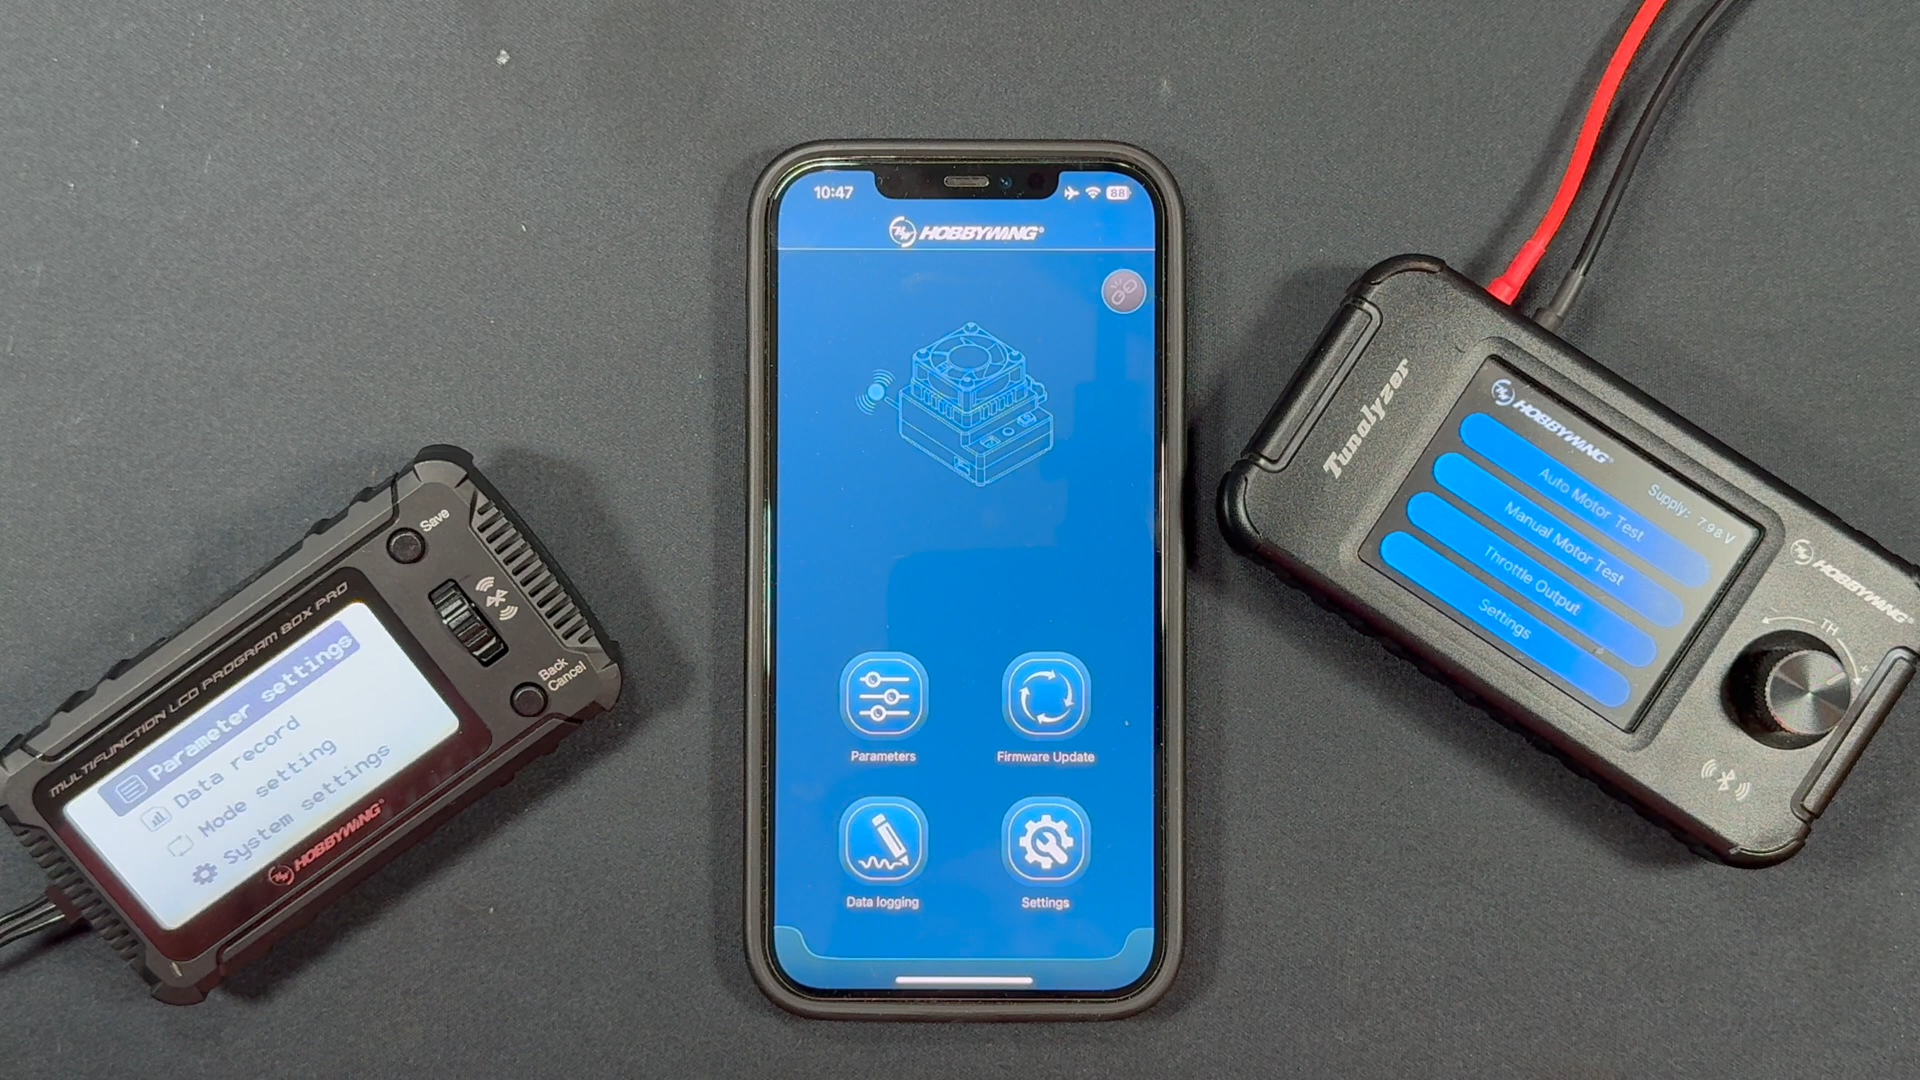 MULTIFUNCTION LCD PROGRAM BOX PRO
Parameter settings
Data record
Mode setting
System settings
HOBBYWING
Save
Back
Cancel
10:47
88
HOBBYWING
Parameters
Firmware Update
Data logging
Settings
Tunalyzer
HOBBYWING
Supply: 7.98V
Auto Motor Test
Manual Motor Test
Throttle Output
Settings
HOBBYWING
TH